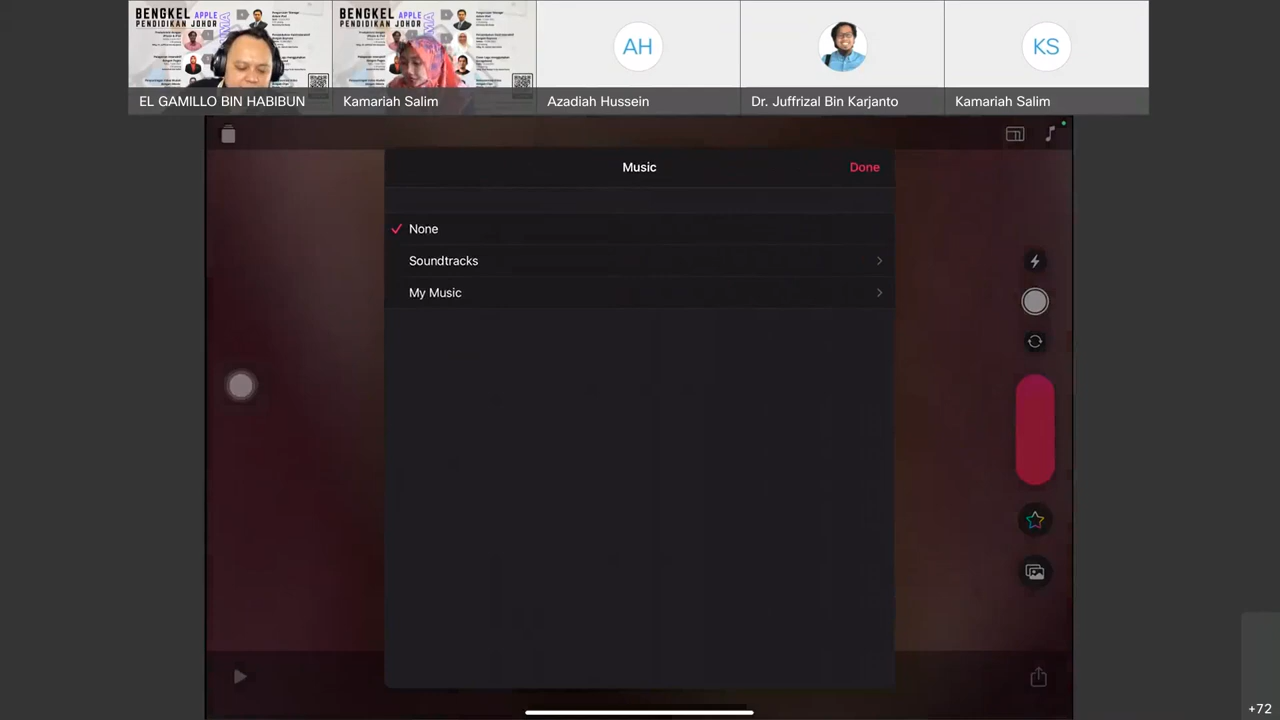 BENGKEL APPLE
PENDIDIKAN JOHOR
BENGKEL APPLE
PENDIDIKAN JOHOR
AH
KS
EL GAMILLO BIN HABIBUN
Kamariah Salim
Azadiah Hussein
Dr. Juffrizal Bin Karjanto
Kamariah Salim
Music
Done
None
Soundtracks
My Music
+72